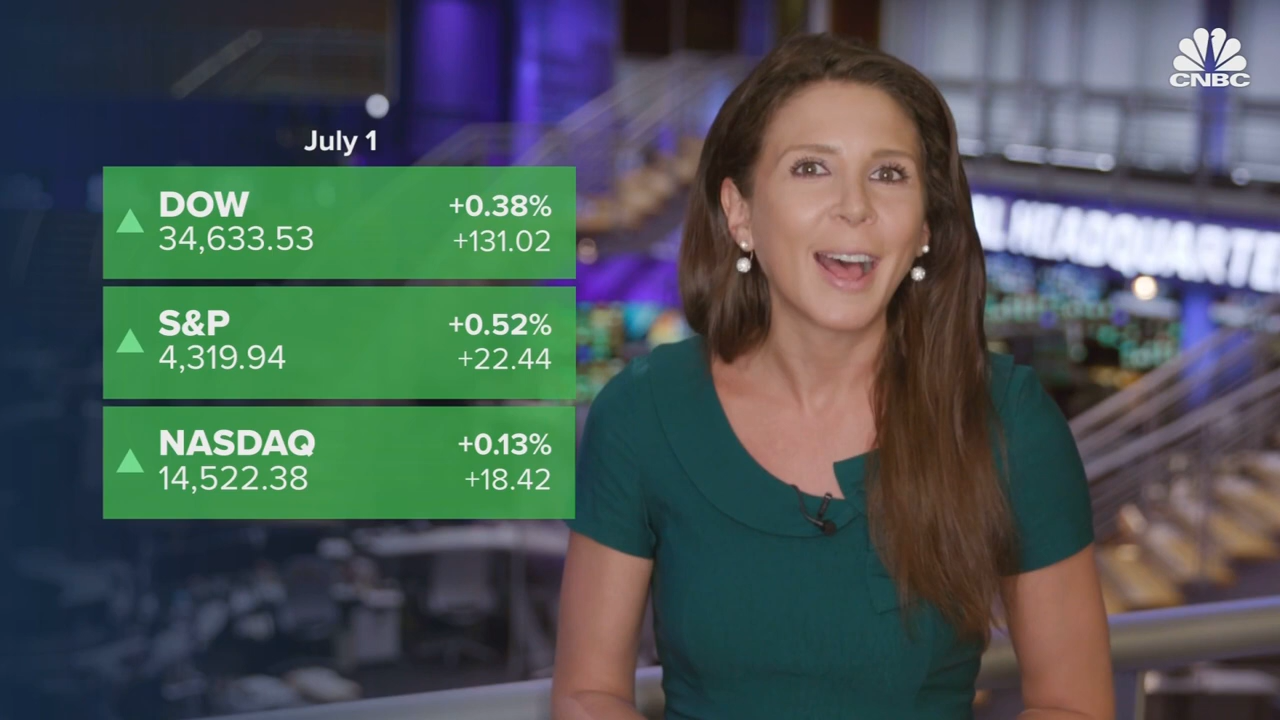 CNBC
July 1
DOW +0.38%
34,633.53 +131.02
S&P +0.52%
4,319.94 +22.44
NASDAQ +0.13%
14,522.38 +18.42
L HEADQUARTE